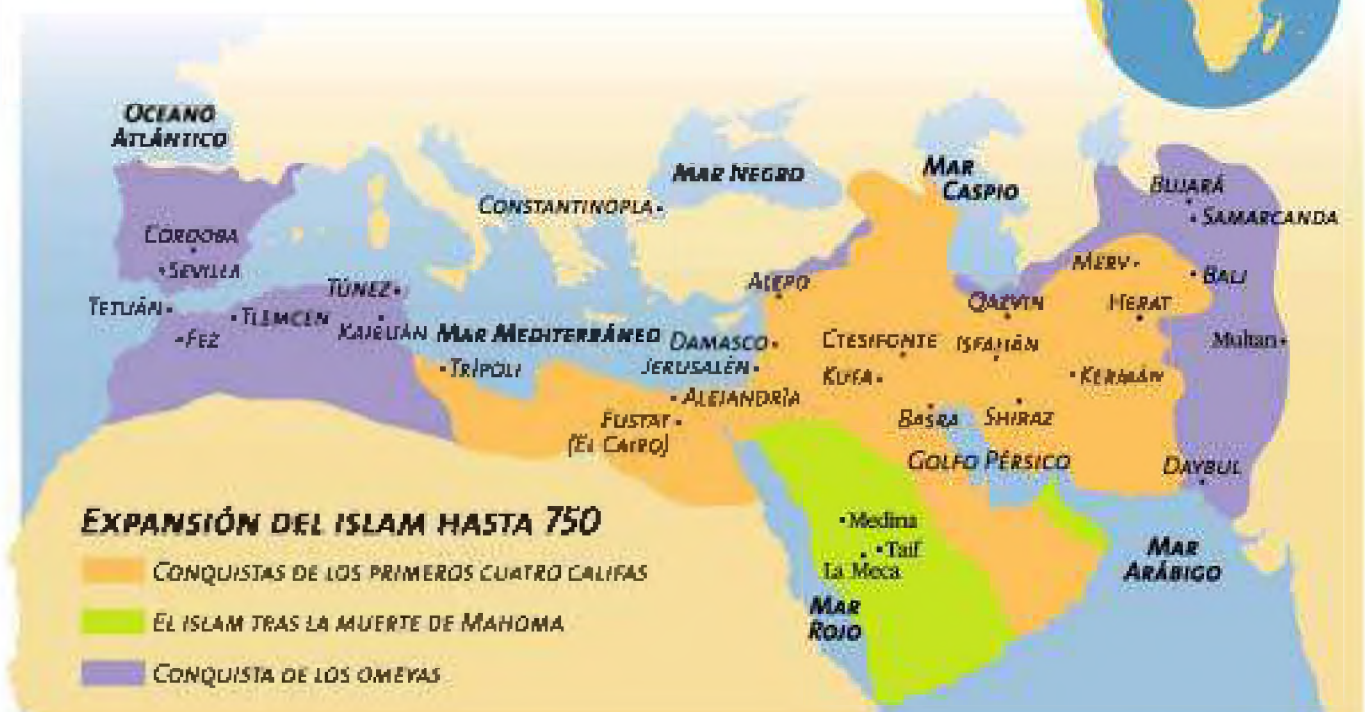 OCEANO
ATLÁNTICO
MAR NEGRO
MAR
CASPIO
CONSTANTINOPLA
BUJARÁ
SAMARCANDA
CÓRDOBA
SEVILLA
MERV
BALJ
ALEPO
TÚNEZ
QAZVIN
HERAT
TETUÁN
TLEMCEN
FEZ
KAIRUÁN
MAR MEDITERRÁNEO
DAMASCO
CTESIFONTE
ISFAHÁN
Multan
TRÍPOLI
JERUSALÉN
KUFA
KERMÁN
ALEJANDRÍA
FUSTAT
(EL CAIRO)
BASRA
SHIRAZ
GOLFO PÉRSICO
DAYBUL
EXPANSIÓN DEL ISLAM HASTA 750
CONQUISTAS DE LOS PRIMEROS CUATRO CALIFAS
EL ISLAM TRAS LA MUERTE DE MAHOMA
CONQUISTA DE LOS OMEYAS
Medina
Taif
La Meca
MAR
ROJO
MAR
ARÁBIGO